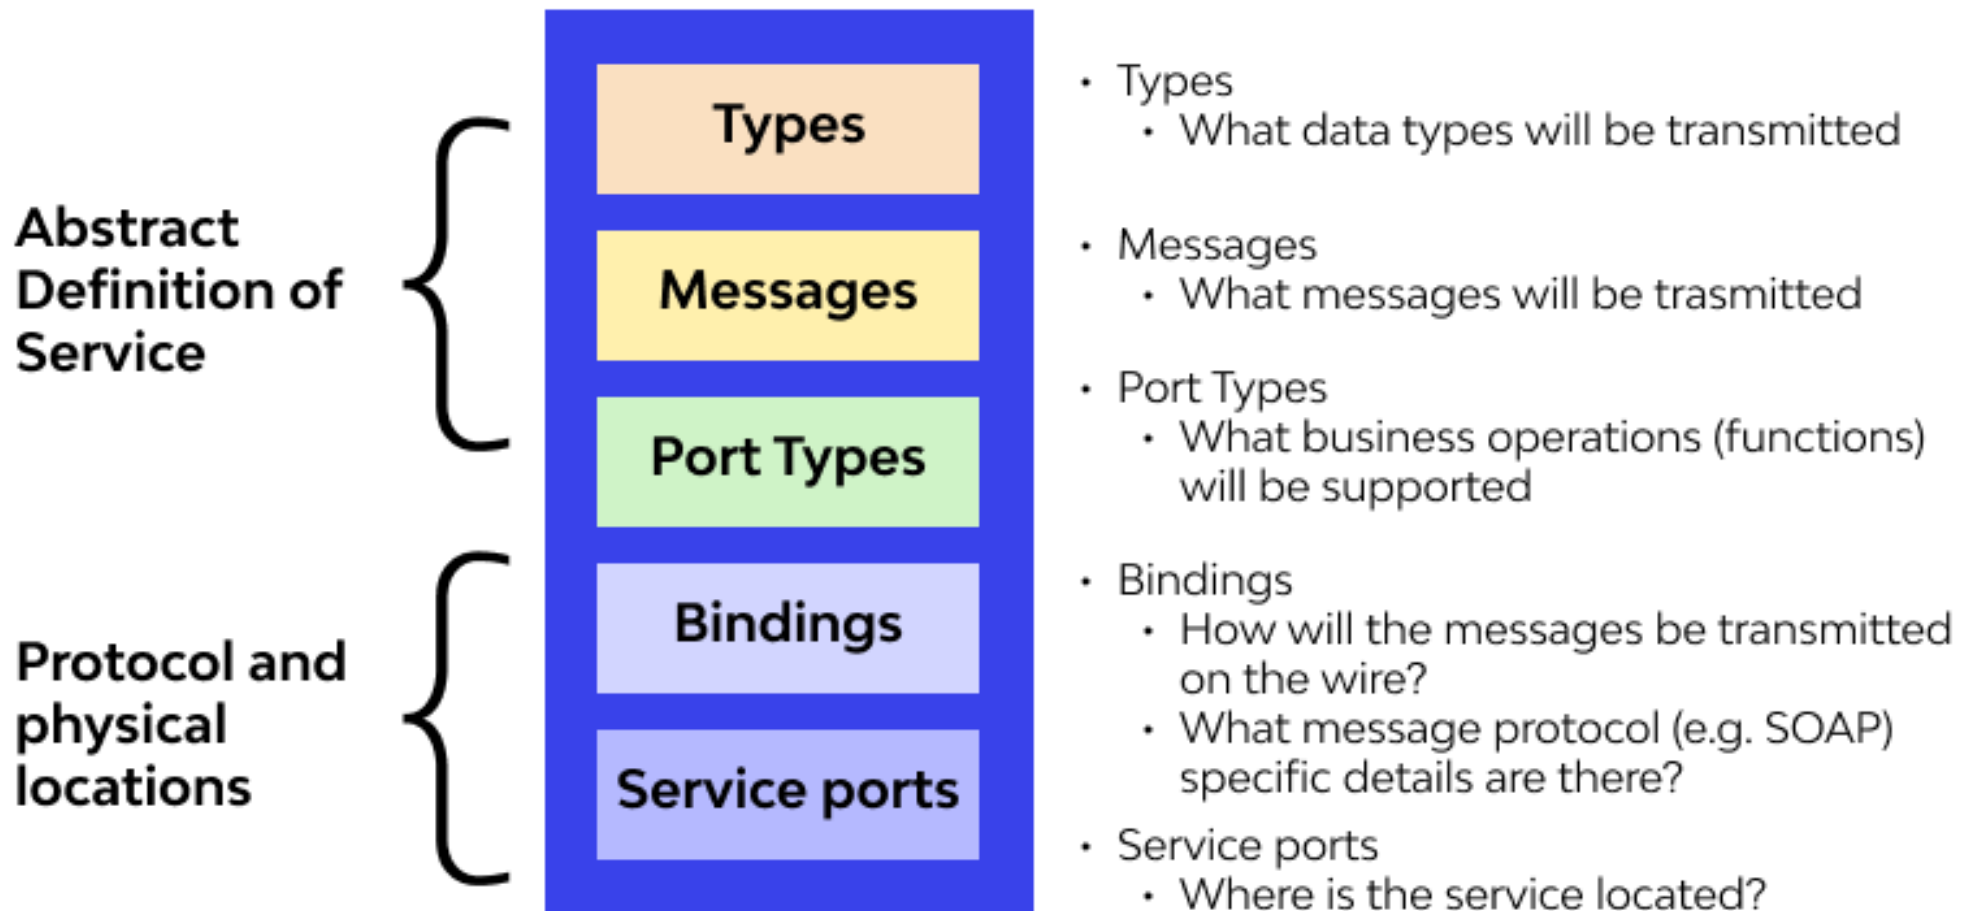 Abstract
Definition of
Service
Protocol and
physical
locations
Types
Messages
Port Types
Bindings
Service ports
• Types
• What data types will be transmitted
• Messages
• What messages will be trasmitted
• Port Types
• What business operations (functions)
will be supported
• Bindings
• How will the messages be transmitted
on the wire?
• What message protocol (e.g. SOAP)
specific details are there?
• Service ports
• Where is the service located?